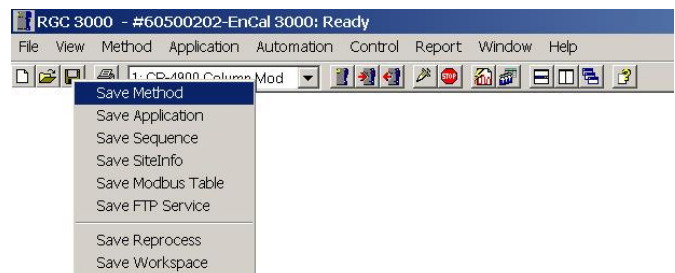 RGC 3000 - #60500202-EnCal 3000: Ready
File View Method Application Automation Control Report Window Help
1: CP-4900 Column Mod
STOP
Save Method
Save Application
Save Sequence
Save SiteInfo
Save Modbus Table
Save FTP Service
Save Reprocess
Save Workspace